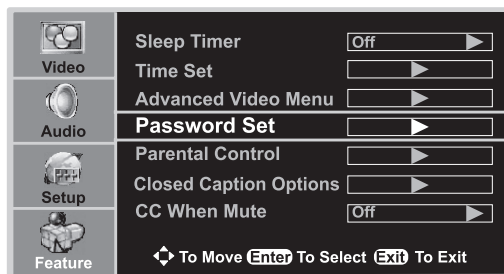 Video
Audio
Setup
Feature
Sleep Timer Off
Time Set
Advanced Video Menu
Password Set
Parental Control
Closed Caption Options
CC When Mute Off
To Move Enter To Select Exit To Exit